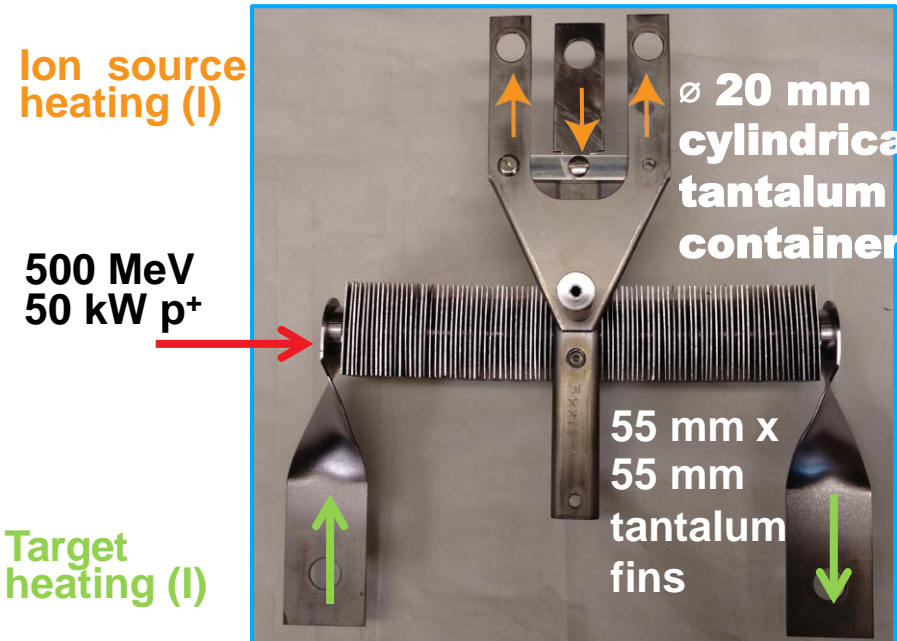 Ion source
heating (I)
⌀ 20 mm
cylindrica
tantalum
container
500 MeV
50 kW p⁺
55 mm x
55 mm
tantalum
fins
Target
heating (I)